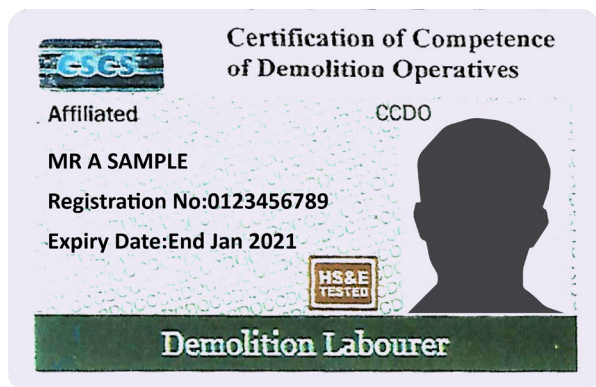 CSCS
Certification of Competence
of Demolition Operatives
Affiliated
CCDO
MR A SAMPLE
Registration No:0123456789
Expiry Date:End Jan 2021
HS&E
TESTED
Demolition Labourer